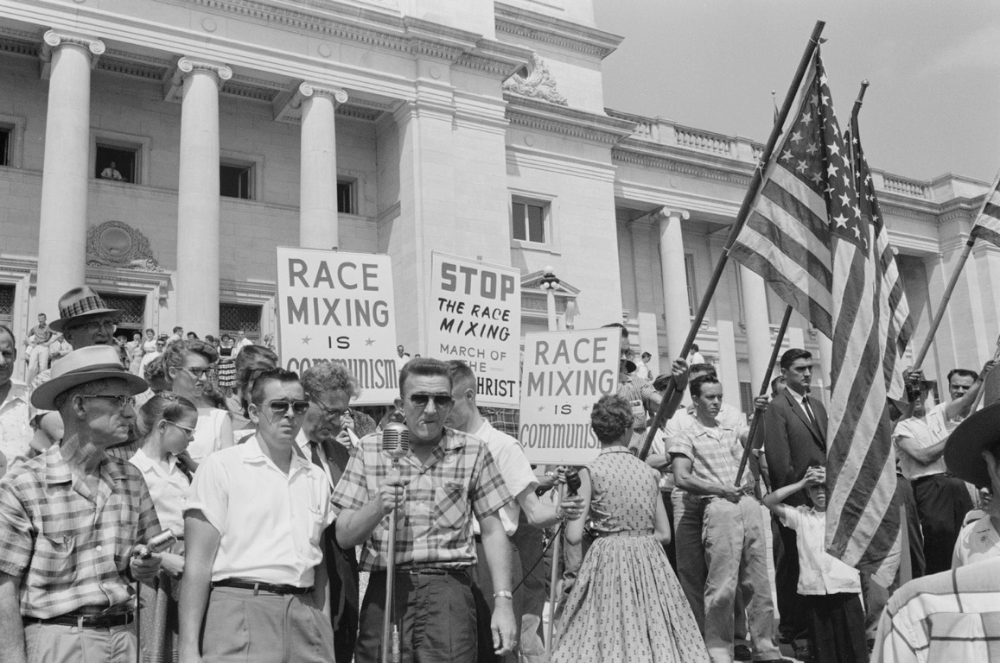 RACE
MIXING
IS
COMMUNISM
STOP
THE RACE
MIXING
MARCH OF
THE
CHRIST
RACE
MIXING
IS
COMMUNISM